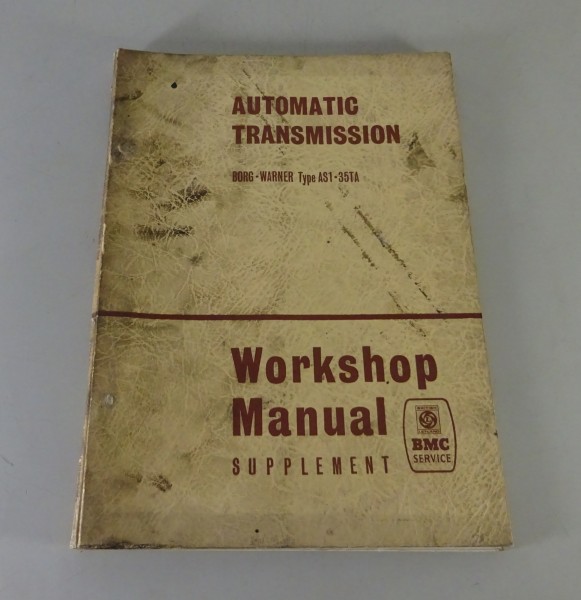 AUTOMATIC
TRANSMISSION
BORG-WARNER Type AS1-35TA
Workshop
Manual
SUPPLEMENT
BMC
SERVICE